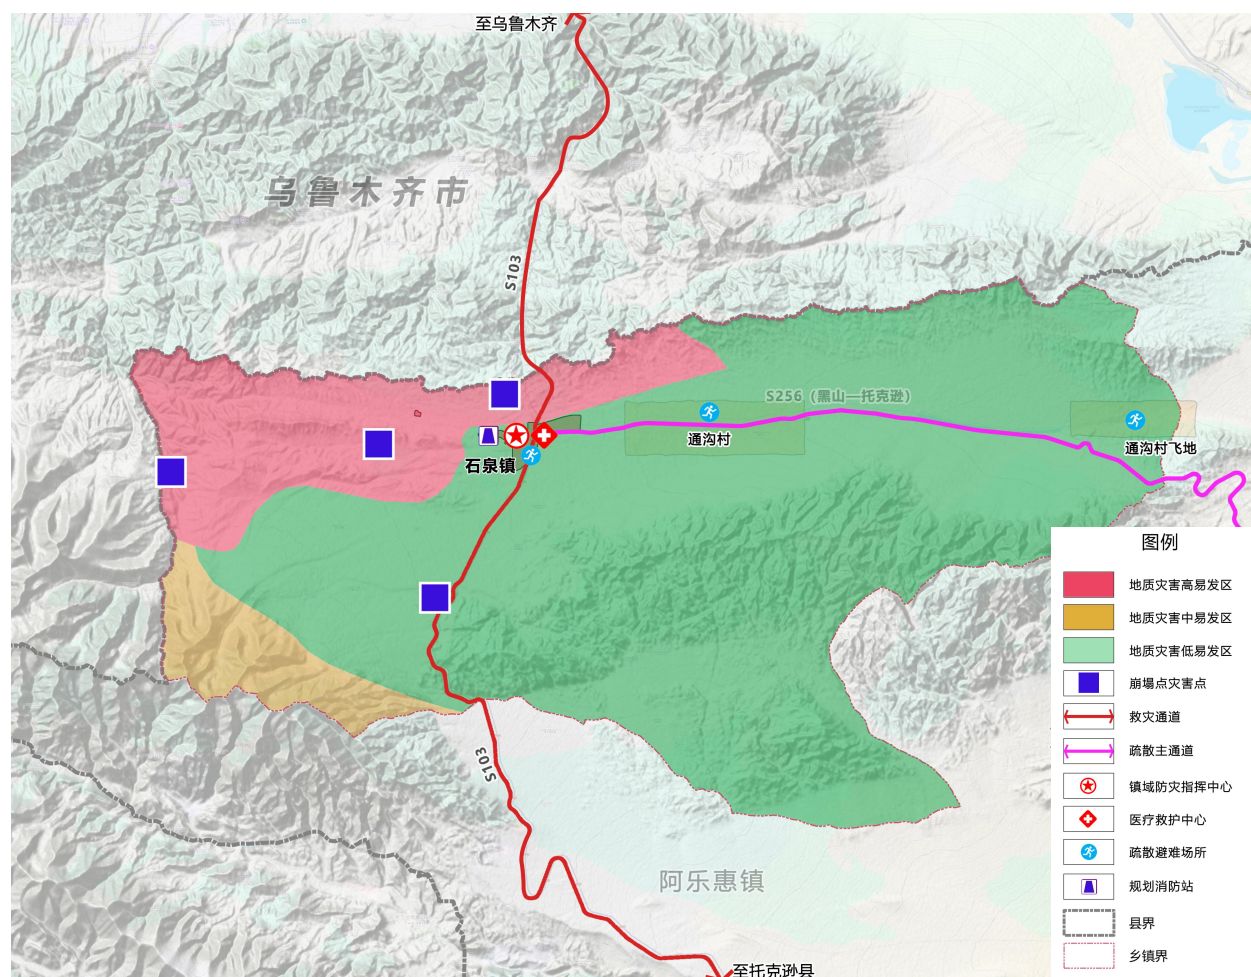 至乌鲁木齐
乌鲁木齐市
S103
S256（黑山—托克逊）
通沟村
通沟村飞地
石泉镇
S103
阿乐惠镇
至托克逊县
图例
地质灾害高易发区
地质灾害中易发区
地质灾害低易发区
崩塌点灾害点
救灾通道
疏散主通道
镇域防灾指挥中心
医疗救护中心
疏散避难场所
规划消防站
县界
乡镇界